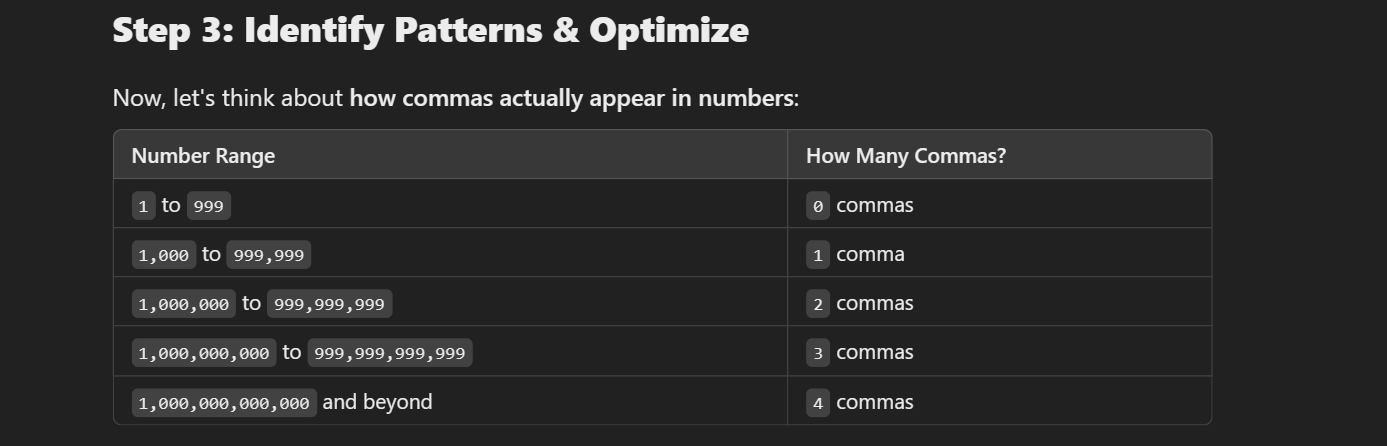 Step 3: Identify Patterns & Optimize
Now, let's think about how commas actually appear in numbers:
Number Range How Many Commas?
1 to 999 0 commas
1,000 to 999,999 1 comma
1,000,000 to 999,999,999 2 commas
1,000,000,000 to 999,999,999,999 3 commas
1,000,000,000,000 and beyond 4 commas